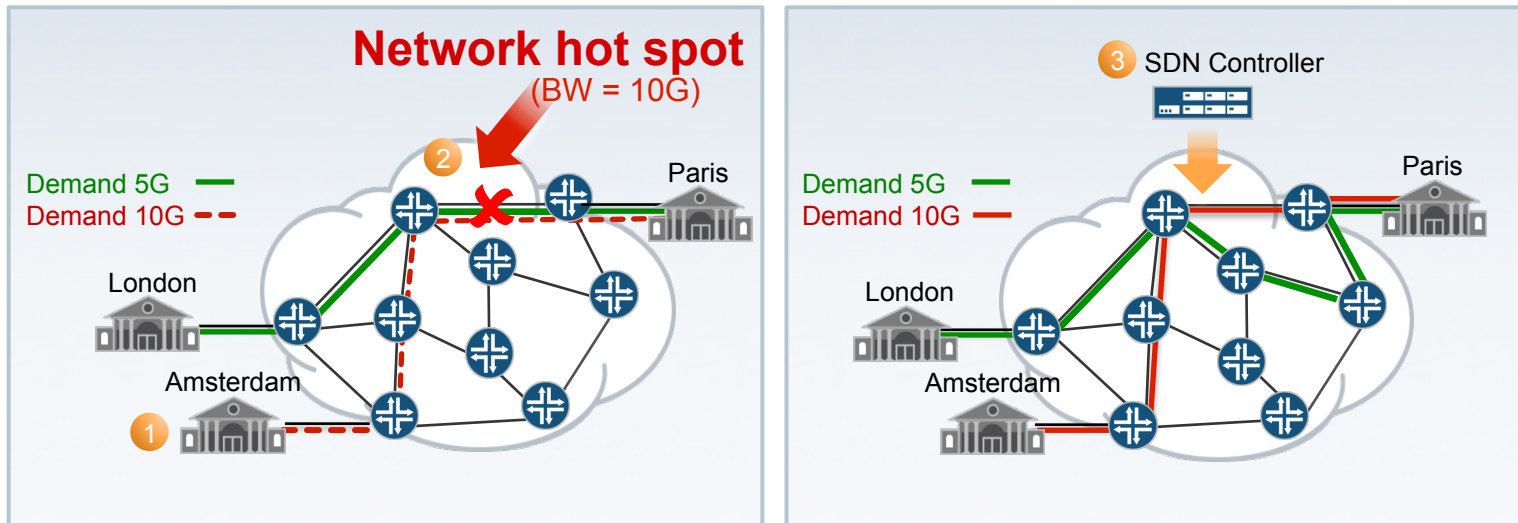 Network hot spot
(BW = 10G)
2
Demand 5G
Demand 10G
Paris
London
Amsterdam
1
3 SDN Controller
Demand 5G
Demand 10G
Paris
London
Amsterdam